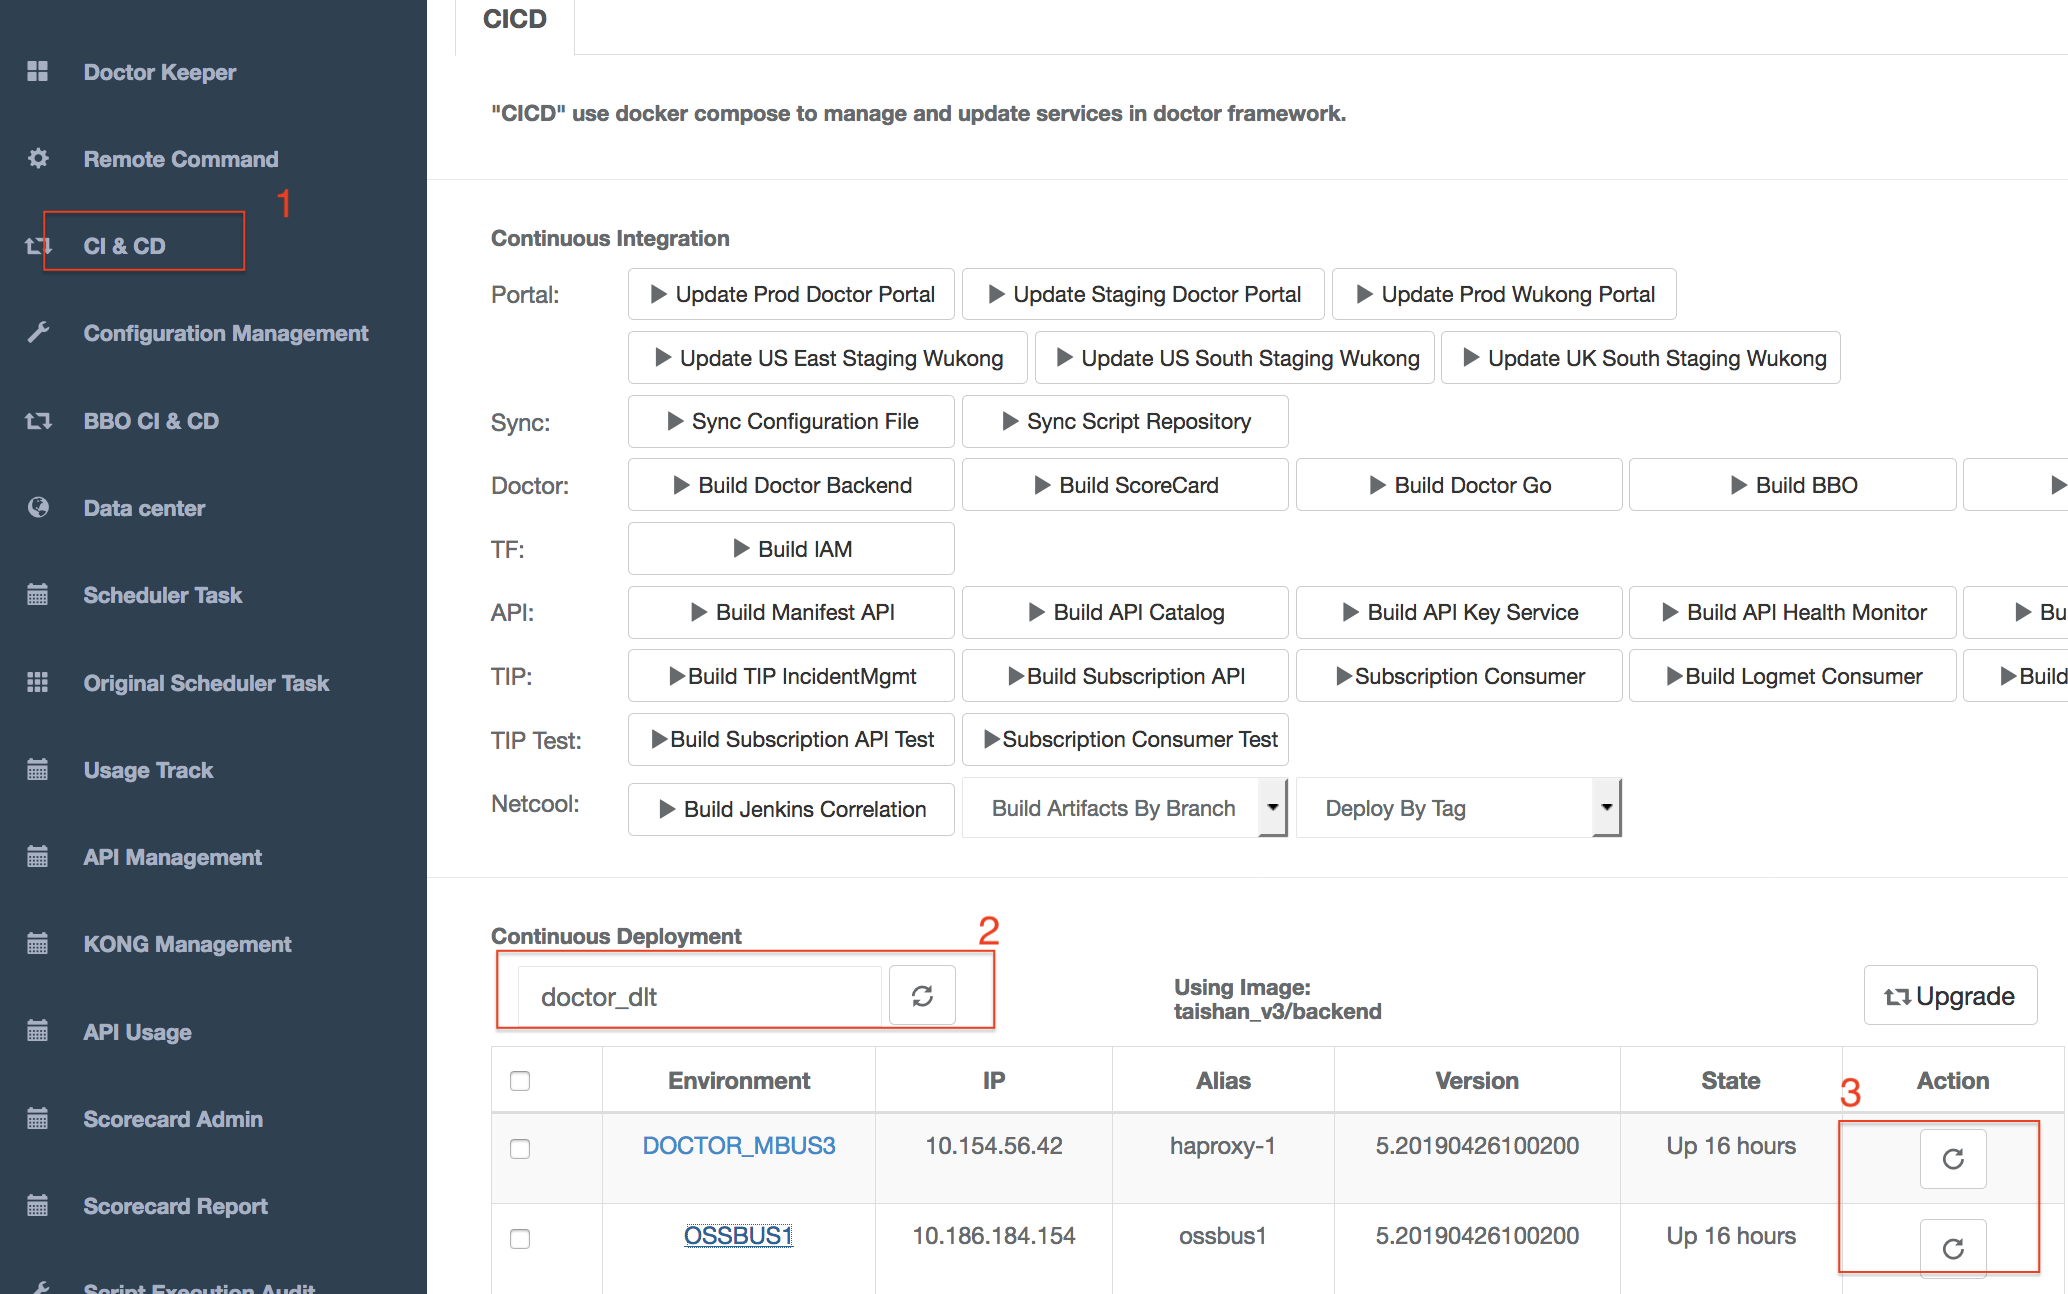 Doctor Keeper
Remote Command
1
CI & CD
Configuration Management
BBO CI & CD
Data center
Scheduler Task
Original Scheduler Task
Usage Track
API Management
KONG Management
API Usage
Scorecard Admin
Scorecard Report
Script Execution Audit
CICD
"CICD" use docker compose to manage and update services in doctor framework.
Continuous Integration
Portal: Update Prod Doctor Portal Update Staging Doctor Portal Update Prod Wukong Portal
Update US East Staging Wukong Update US South Staging Wukong Update UK South Staging Wukong
Sync: Sync Configuration File Sync Script Repository
Doctor: Build Doctor Backend Build ScoreCard Build Doctor Go Build BBO
TF: Build IAM
API: Build Manifest API Build API Catalog Build API Key Service Build API Health Monitor Bu
TIP: Build TIP IncidentMgmt Build Subscription API Subscription Consumer Build Logmet Consumer Build
TIP Test: Build Subscription API Test Subscription Consumer Test
Netcool: Build Jenkins Correlation Build Artifacts By Branch Deploy By Tag
Continuous Deployment 2
doctor_dlt
Using Image:
taishan_v3/backend
Upgrade
Environment IP Alias Version State Action
3
DOCTOR_MBUS3 10.154.56.42 haproxy-1 5.20190426100200 Up 16 hours
OSSBUS1 10.186.184.154 ossbus1 5.20190426100200 Up 16 hours